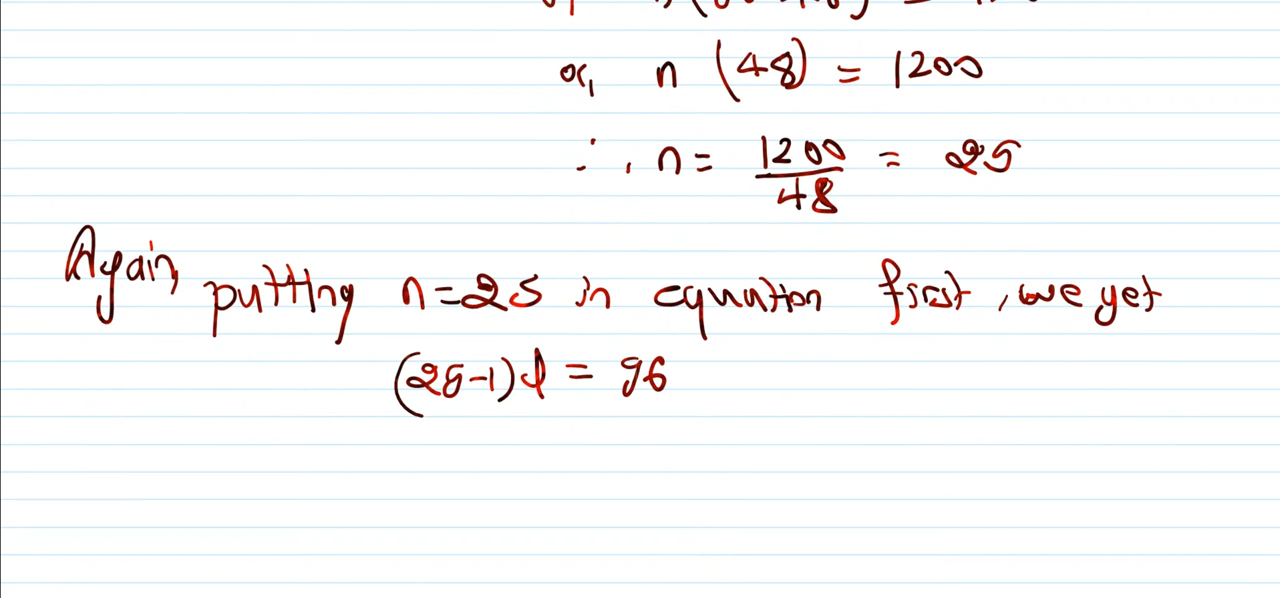 or, n (48) = 1200
∴, n = 1200/48 = 25
Again, putting n=25 in equation first, we get
(25-1)d = 96